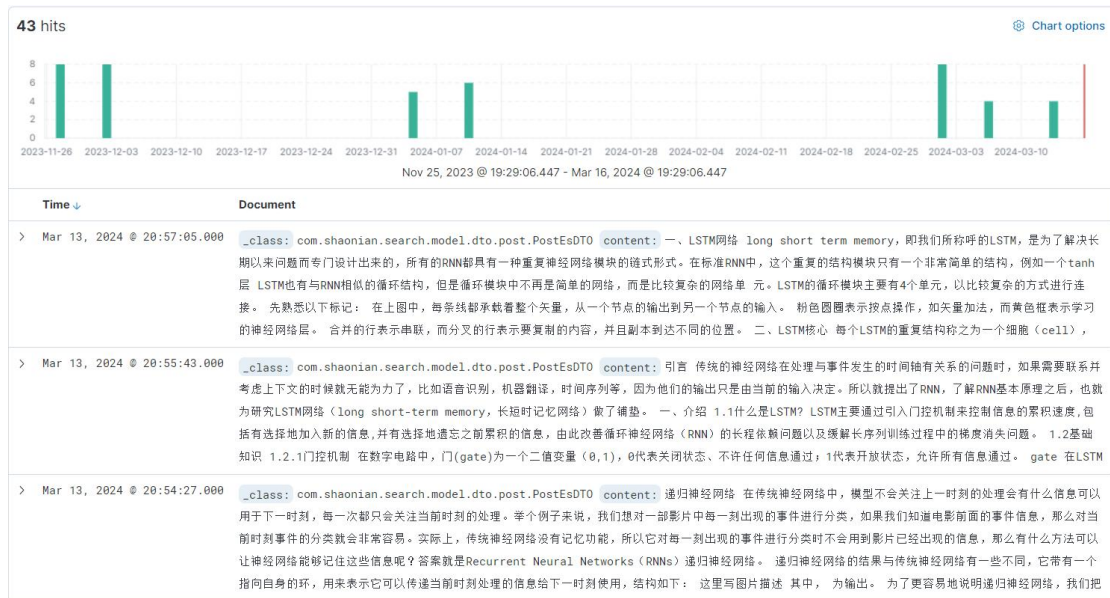 43 hits
Chart options
8
6
4
2
0
2023-11-26 2023-12-03 2023-12-10 2023-12-17 2023-12-24 2023-12-31 2024-01-07 2024-01-14 2024-01-21 2024-01-28 2024-02-04 2024-02-11 2024-02-18 2024-02-25 2024-03-03 2024-03-10
Nov 25, 2023 @ 19:29:06.447 - Mar 16, 2024 @ 19:29:06.447
Time Document
Mar 13, 2024 @ 20:57:05.000 _class: com.shaonian.search.model.dto.post.PostEsDTO content: 一、LSTM网络 long short term memory，即我们所称呼的LSTM，是为了解决长
期以来问题而专门设计出来的，所有的RNN都具有一种重复神经网络模块的链式形式。在标准RNN中，这个重复的结构模块只有一个非常简单的结构，例如一个tanh
层 LSTM也有与RNN相似的循环结构，但是循环模块中不再是简单的网络，而是比较复杂的网络单 元。LSTM的循环模块主要有4个单元，以比较复杂的方式进行连
接。 先熟悉以下标记： 在上图中，每条线都承载着整个矢量，从一个节点的输出到另一个节点的输入。 粉色圆圈表示按点操作，如矢量加法，而黄色框表示学习
的神经网络层。 合并的行表示串联，而分叉的行表示要复制的内容，并且副本到达不同的位置。 二、LSTM核心 每个LSTM的重复结构称之为一个细胞（cell），
Mar 13, 2024 @ 20:55:43.000 _class: com.shaonian.search.model.dto.post.PostEsDTO content: 引言 传统的神经网络在处理与事件发生的时间轴有关系的问题时，如果需要联系并
考虑上下文的时候就无能为力了，比如语音识别，机器翻译，时间序列等，因为他们的输出只是由当前的输入决定。所以就提出了RNN，了解RNN基本原理之后，也就
为研究LSTM网络（long short-term memory，长短时记忆网络）做了铺垫。 一、介绍 1.1什么是LSTM? LSTM主要通过引入门控机制来控制信息的累积速度,包
括有选择地加入新的信息,并有选择地遗忘之前累积的信息，由此改善循环神经网络（RNN）的长程依赖问题以及缓解长序列训练过程中的梯度消失问题。 1.2基础
知识 1.2.1门控机制 在数字电路中，门(gate)为一个二值变量（0,1），0代表关闭状态、不许任何信息通过；1代表开放状态，允许所有信息通过。 gate 在LSTM
Mar 13, 2024 @ 20:54:27.000 _class: com.shaonian.search.model.dto.post.PostEsDTO content: 递归神经网络 在传统神经网络中，模型不会关注上一时刻的处理会有什么信息可以
用于下一时刻，每一次都只会关注当前时刻的处理。举个例子来说，我们想对一部影片中每一刻出现的事件进行分类，如果我们知道电影前面的事件信息，那么对当
前时刻事件的分类就会非常容易。实际上，传统神经网络没有记忆功能，所以它对每一刻出现的事件进行分类时不会用到影片已经出现的信息，那么有什么方法可以
让神经网络能够记住这些信息呢？答案就是Recurrent Neural Networks（RNNs）递归神经网络。 递归神经网络的结果与传统神经网络有一些不同，它带有一个
指向自身的环，用来表示它可以传递当前时刻处理的信息给下一时刻使用，结构如下： 这里写图片描述 其中， 为输出。 为了更容易地说明递归神经网络，我们把